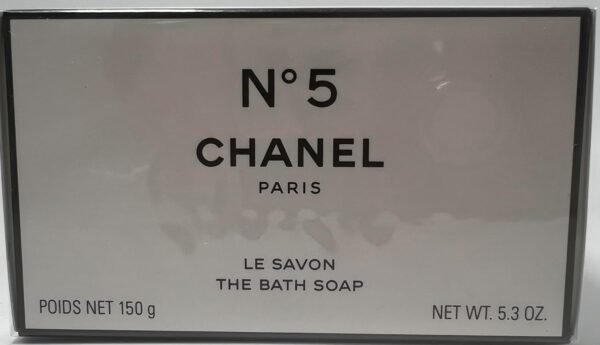 N° 5
CHANEL
PARIS
LE SAVON
THE BATH SOAP
POIDS NET 150 g
NET WT. 5.3 OZ.